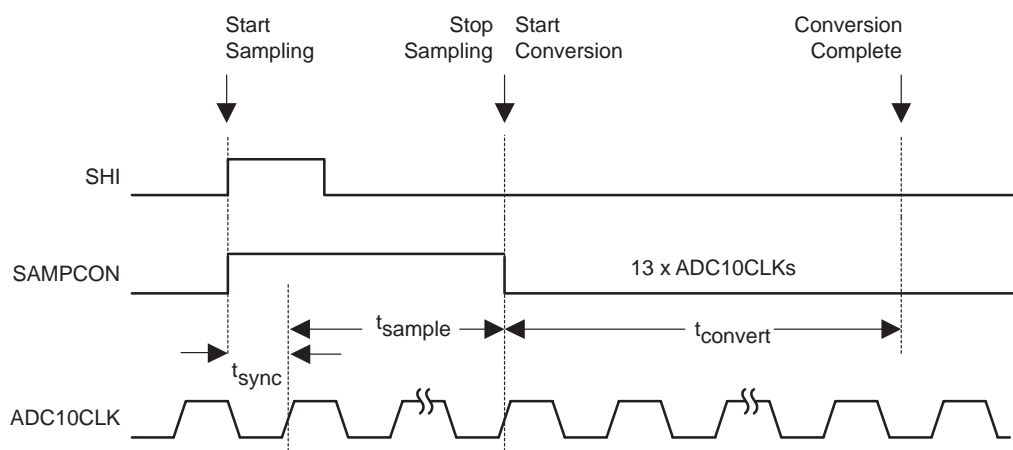 Start
Sampling
Stop
Sampling
Start
Conversion
Conversion
Complete
SHI
SAMPCON
13 x ADC10CLKs
tsample
tconvert
tsync
ADC10CLK